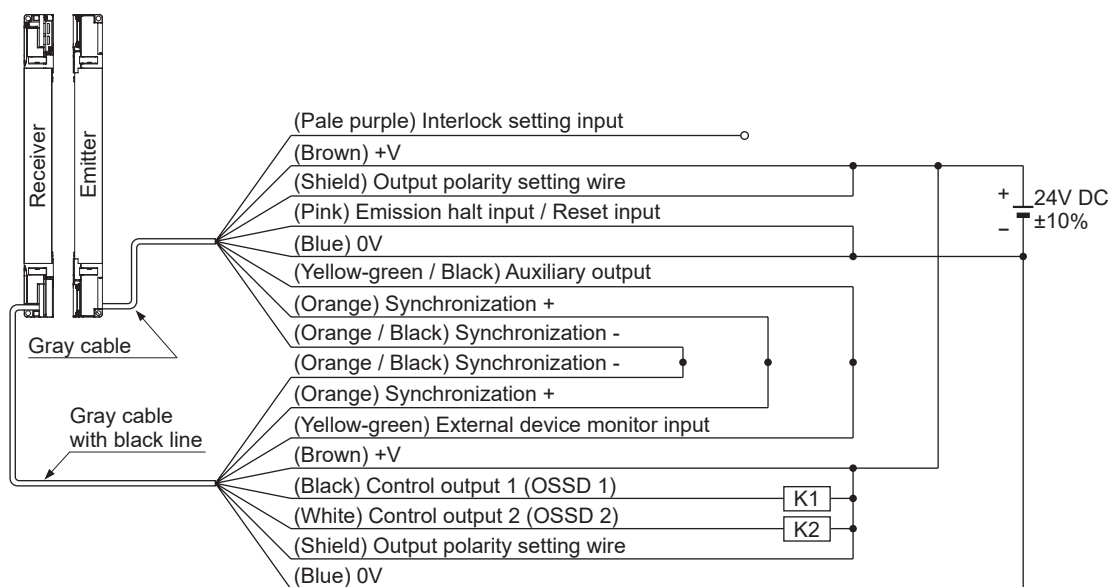 Receiver
Emitter
(Pale purple) Interlock setting input
(Brown) +V
(Shield) Output polarity setting wire
(Pink) Emission halt input / Reset input
(Blue) 0V
(Yellow-green / Black) Auxiliary output
(Orange) Synchronization +
(Orange / Black) Synchronization -
(Orange / Black) Synchronization -
(Orange) Synchronization +
(Yellow-green) External device monitor input
(Brown) +V
(Black) Control output 1 (OSSD 1)
(White) Control output 2 (OSSD 2)
(Shield) Output polarity setting wire
(Blue) 0V
Gray cable
Gray cable
with black line
K1
K2
+
−
24V DC
±10%